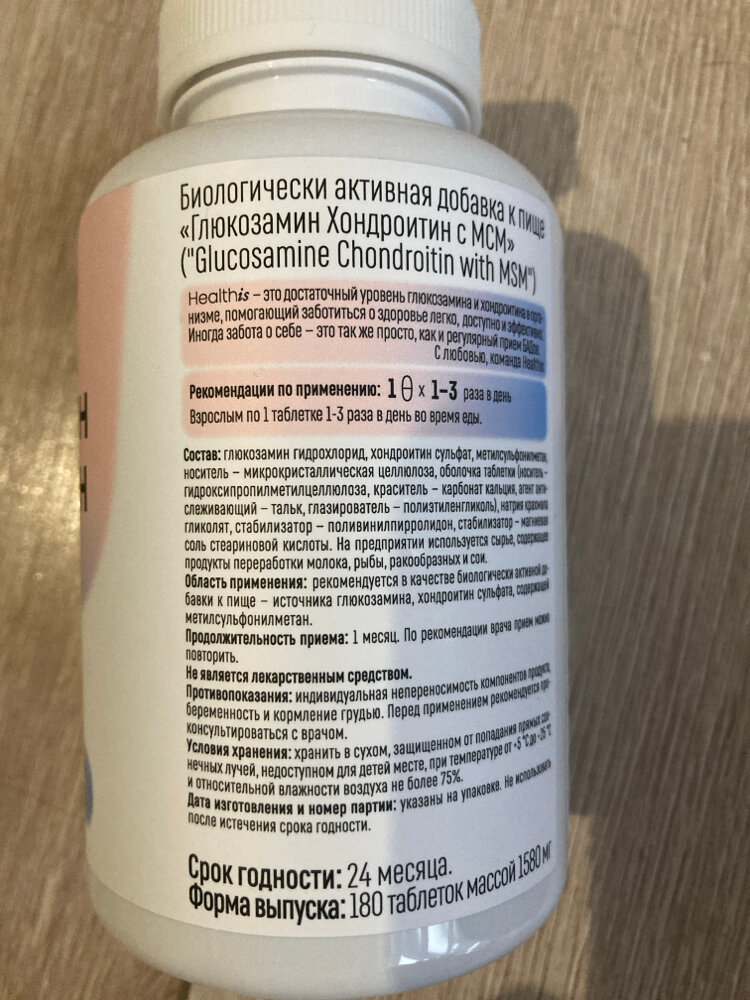 Биологически активная добавка к пище
«Глюкозамин Хондроитин с МСМ»
("Glucosamine Chondroitin with MSM")
Healthis – это достаточный уровень глюкозамина и хондроитина в орга-
низме, помогающий заботиться о здоровье легко, доступно и эффективно.
Иногда забота о себе – это так же просто, как и регулярный прием БАДов.
С любовью, команда Healthis
Рекомендации по применению: 1 x 1-3 раза в день
Взрослым по 1 таблетке 1-3 раза в день во время еды.
Состав: глюкозамин гидрохлорид, хондроитин сульфат, метилсульфонилметан,
носитель – микрокристаллическая целлюлоза, оболочка таблетки (носитель –
гидроксипропилметилцеллюлоза, краситель – карбонат кальция, агент анти-
слеживающий – тальк, глазирователь – полиэтиленгликоль), натрия крахмала
гликолят, стабилизатор – поливинилпирролидон, стабилизатор – магниевая
соль стеариновой кислоты. На предприятии используется сырье, содержащее
продукты переработки молока, рыбы, ракообразных и сои.
Область применения: рекомендуется в качестве биологически активной до-
бавки к пище – источника глюкозамина, хондроитин сульфата, содержащей
метилсульфонилметан.
Продолжительность приема: 1 месяц. По рекомендации врача прием можно
повторить.
Не является лекарственным средством.
Противопоказания: индивидуальная непереносимость компонентов продукта,
беременность и кормление грудью. Перед применением рекомендуется про-
консультироваться с врачом.
Условия хранения: хранить в сухом, защищенном от попадания прямых сол-
нечных лучей, недоступном для детей месте, при температуре от +5 °С до +25 °С
и относительной влажности воздуха не более 75%.
Дата изготовления и номер партии: указаны на упаковке. Не использовать
после истечения срока годности.
Срок годности: 24 месяца.
Форма выпуска: 180 таблеток массой 1580 мг
Н
Н